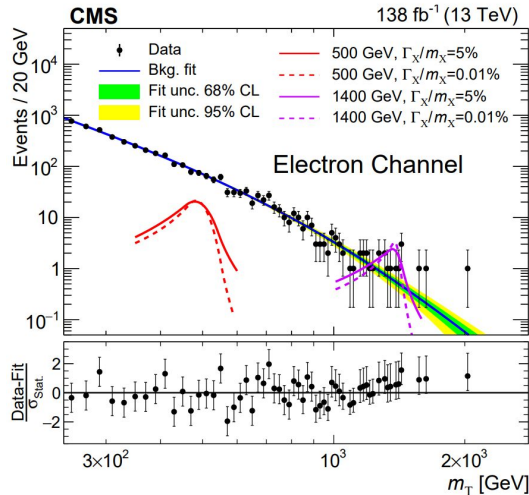 CMS 138 fb⁻¹ (13 TeV)
Events / 20 GeV
10⁴
10³
10²
10
1
10⁻¹
Data
Bkg. fit
Fit unc. 68% CL
Fit unc. 95% CL
500 GeV, Γ_X/m_X=5%
500 GeV, Γ_X/m_X=0.01%
1400 GeV, Γ_X/m_X=5%
1400 GeV, Γ_X/m_X=0.01%
Electron Channel
Data-Fit
σ_Stat.
2
0
−2
3×10² 10³ 2×10³
m_T [GeV]